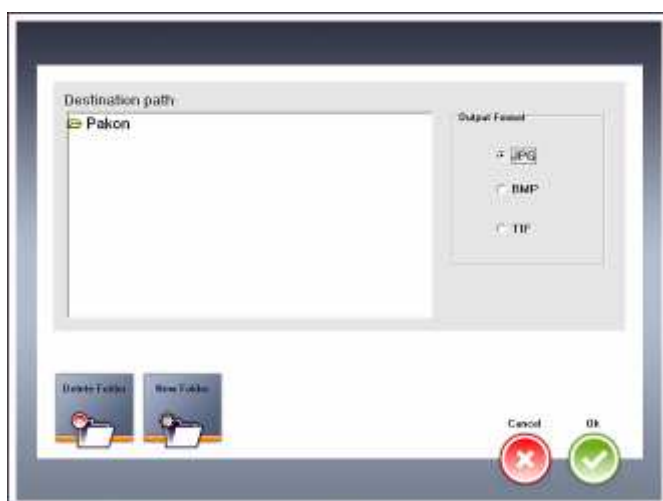 Destination path
Pakon
Output Format
JPG
BMP
TIF
Delete Folder
New Folder
Cancel
Ok